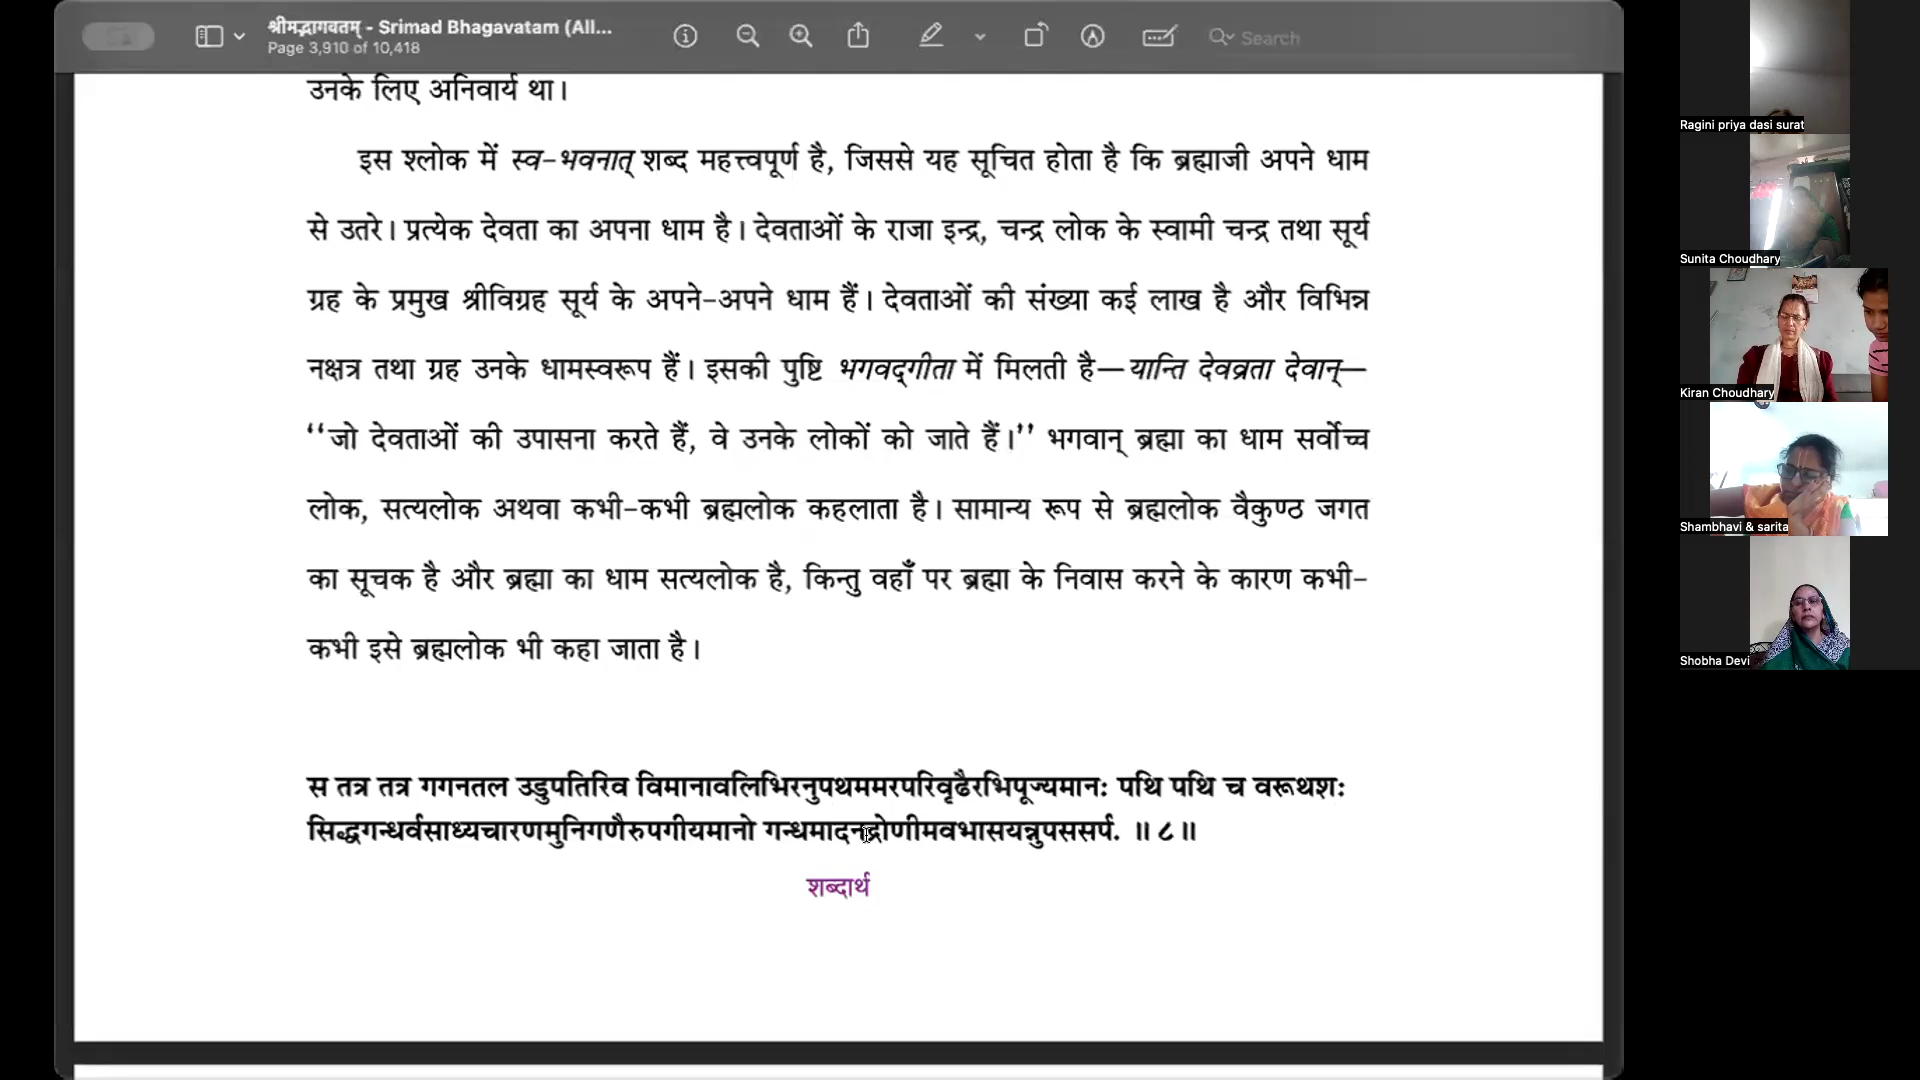 श्रीमद्भागवतम् - Srimad Bhagavatam (All...
Page 3,910 of 10,418
Search
उनके लिए अनिवार्य था।
इस श्लोक में स्व-भवनात् शब्द महत्त्वपूर्ण है, जिससे यह सूचित होता है कि ब्रह्माजी अपने धाम
से उतरे। प्रत्येक देवता का अपना धाम है। देवताओं के राजा इन्द्र, चन्द्र लोक के स्वामी चन्द्र तथा सूर्य
ग्रह के प्रमुख श्रीविग्रह सूर्य के अपने-अपने धाम हैं। देवताओं की संख्या कई लाख है और विभिन्न
नक्षत्र तथा ग्रह उनके धामस्वरूप हैं। इसकी पुष्टि भगवद्‌गीता में मिलती है—यान्ति देवव्रता देवान्—
‘‘जो देवताओं की उपासना करते हैं, वे उनके लोकों को जाते हैं।’’ भगवान् ब्रह्मा का धाम सर्वोच्च
लोक, सत्यलोक अथवा कभी-कभी ब्रह्मलोक कहलाता है। सामान्य रूप से ब्रह्मलोक वैकुण्ठ जगत
का सूचक है और ब्रह्मा का धाम सत्यलोक है, किन्तु वहाँ पर ब्रह्मा के निवास करने के कारण कभी-
कभी इसे ब्रह्मलोक भी कहा जाता है।
स तत्र तत्र गगनतल उडुपतिरिव विमानावलिभिरनुपथममरपरिवृढैरभिपूज्यमानः पथि पथि च वरूथशः
सिद्धगन्धर्वसाध्यचारणमुनिगणैरुपगीयमानो गन्धमादनद्रोणीमवभासयन्नुपससर्प. ॥ ८॥
शब्दार्थ
Ragini priya dasi surat
Sunita Choudhary
Kiran Choudhary
Shambhavi & sarita
Shobha Devi